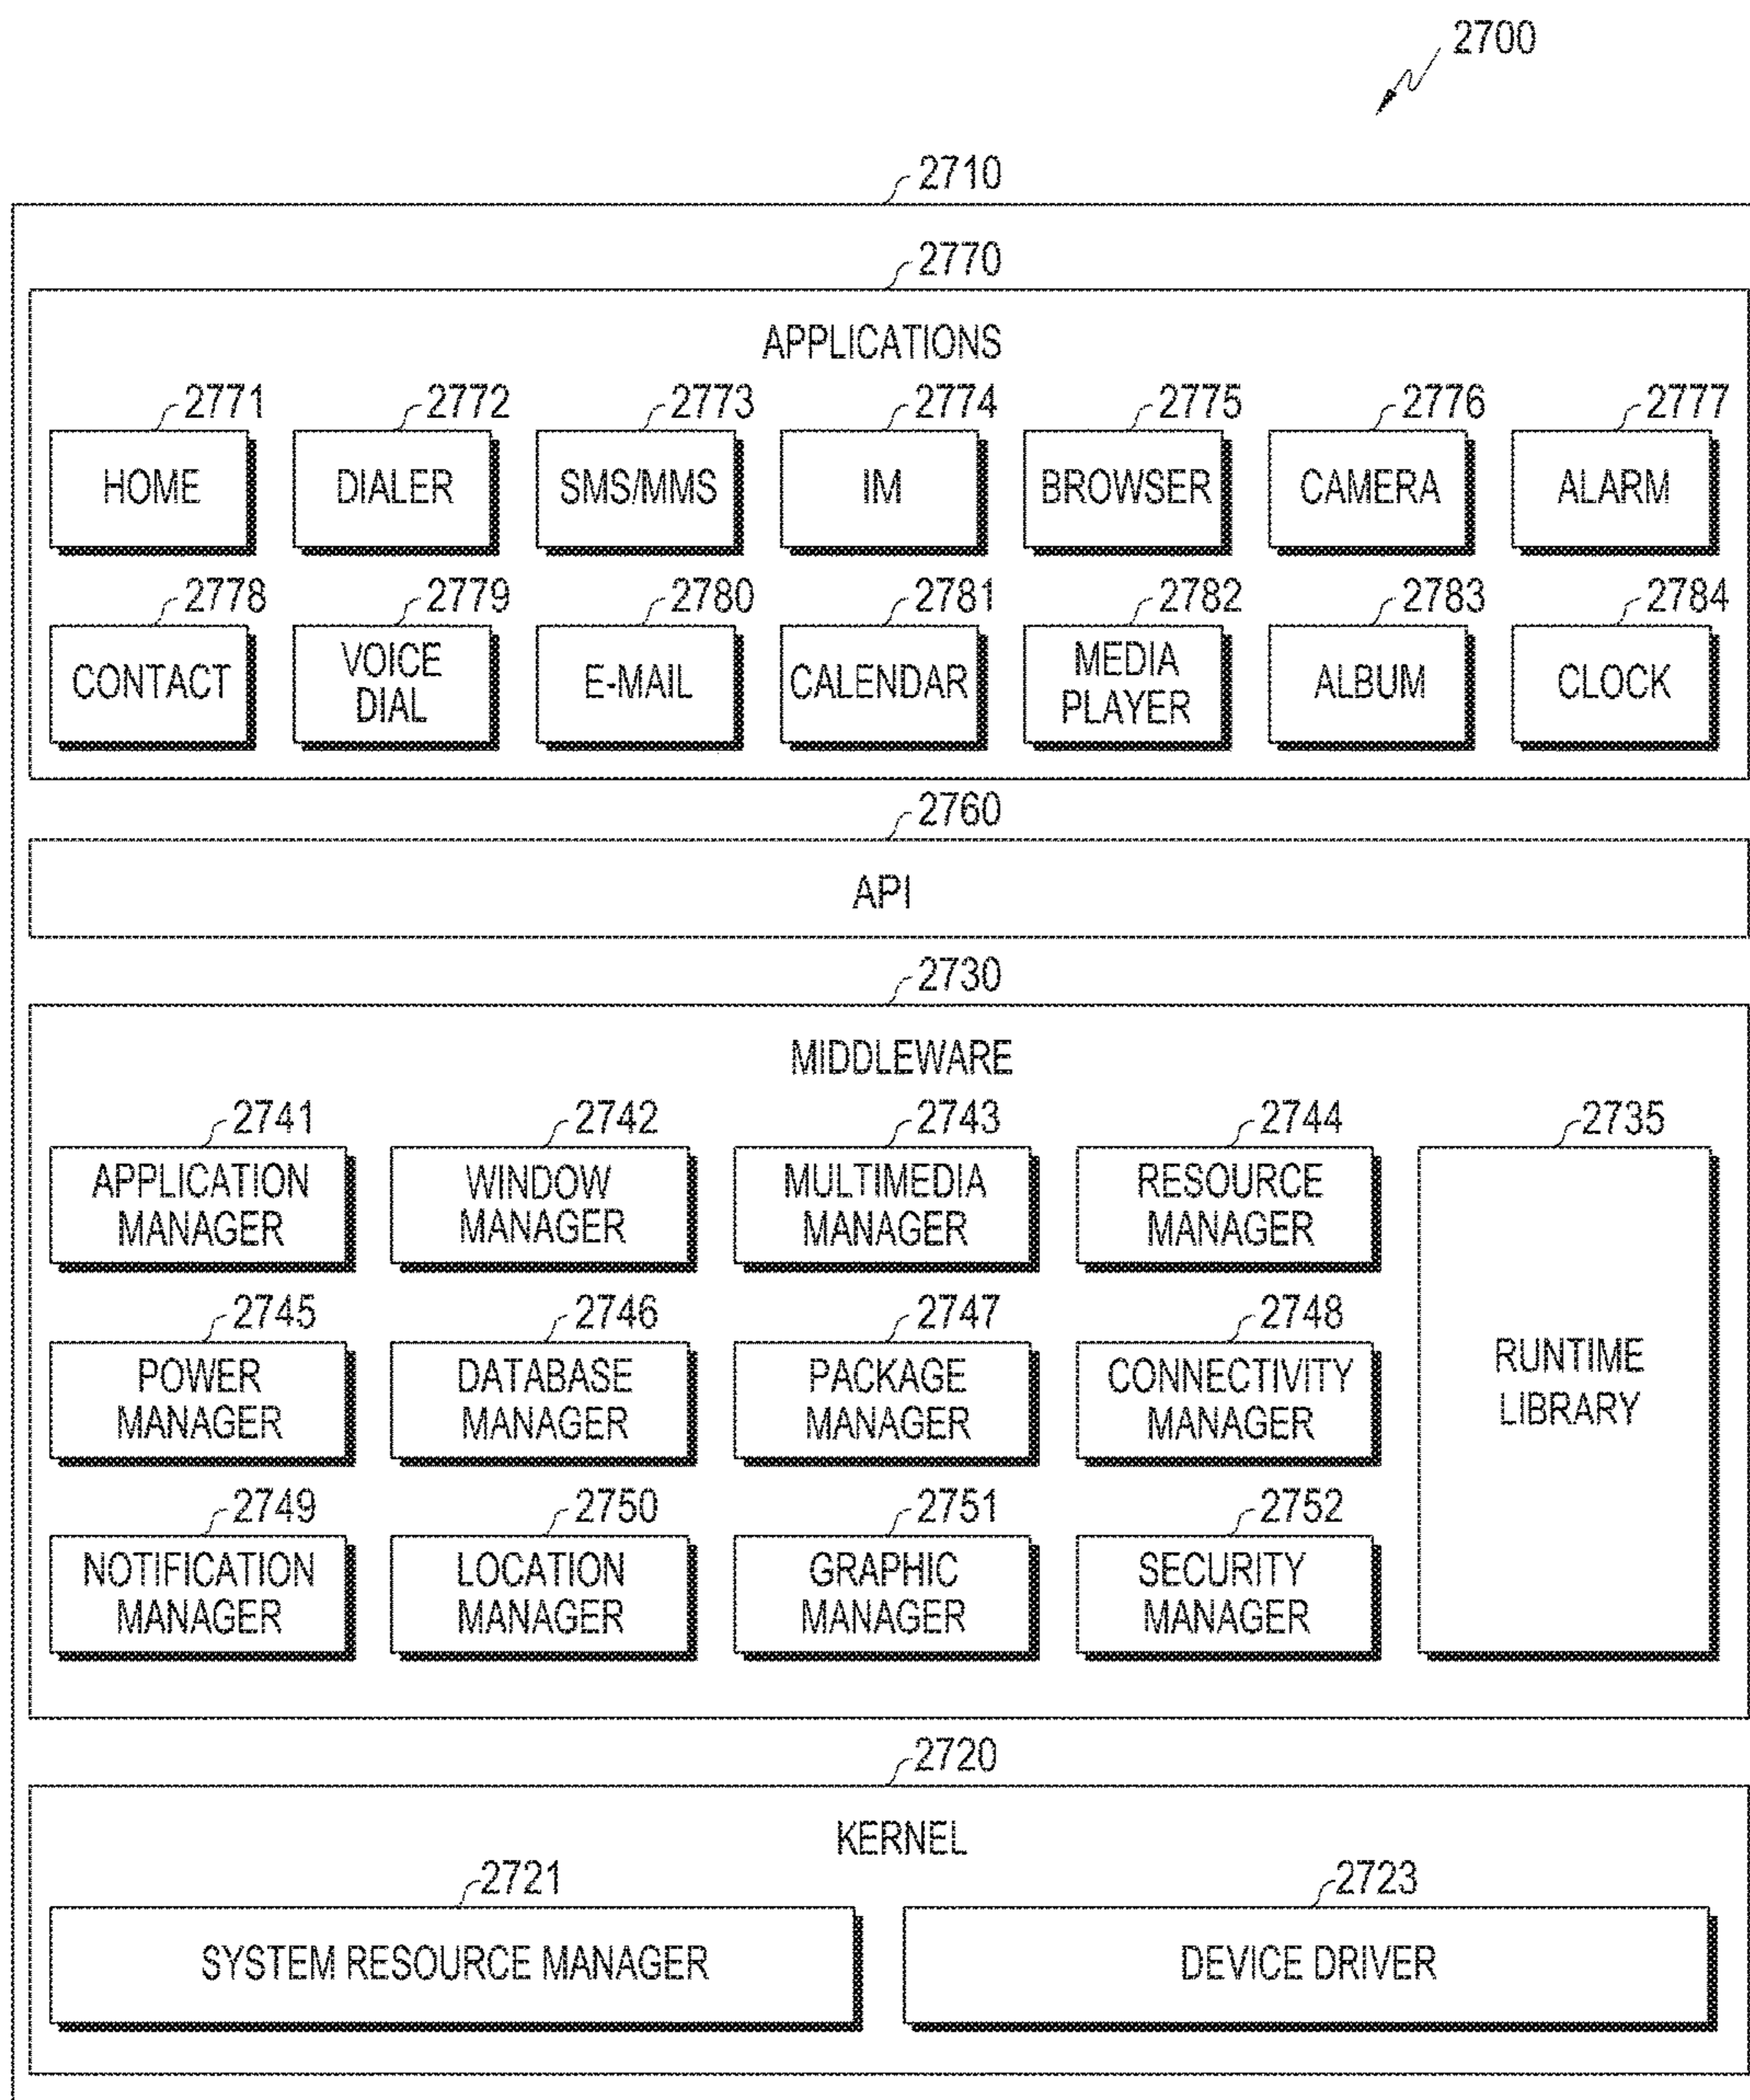 2700
2710
2770
APPLICATIONS
2771 2772 2773 2774 2775 2776 2777
HOME DIALER SMS/MMS IM BROWSER CAMERA ALARM
2778 2779 2780 2781 2782 2783 2784
CONTACT VOICE DIAL E-MAIL CALENDAR MEDIA PLAYER ALBUM CLOCK
2760
API
2730
MIDDLEWARE
2741 2742 2743 2744 2735
APPLICATION WINDOW MULTIMEDIA RESOURCE
MANAGER MANAGER MANAGER MANAGER
2745 2746 2747 2748
POWER DATABASE PACKAGE CONNECTIVITY
MANAGER MANAGER MANAGER MANAGER
RUNTIME
LIBRARY
2749 2750 2751 2752
NOTIFICATION LOCATION GRAPHIC SECURITY
MANAGER MANAGER MANAGER MANAGER
2720
KERNEL
2721 2723
SYSTEM RESOURCE MANAGER DEVICE DRIVER